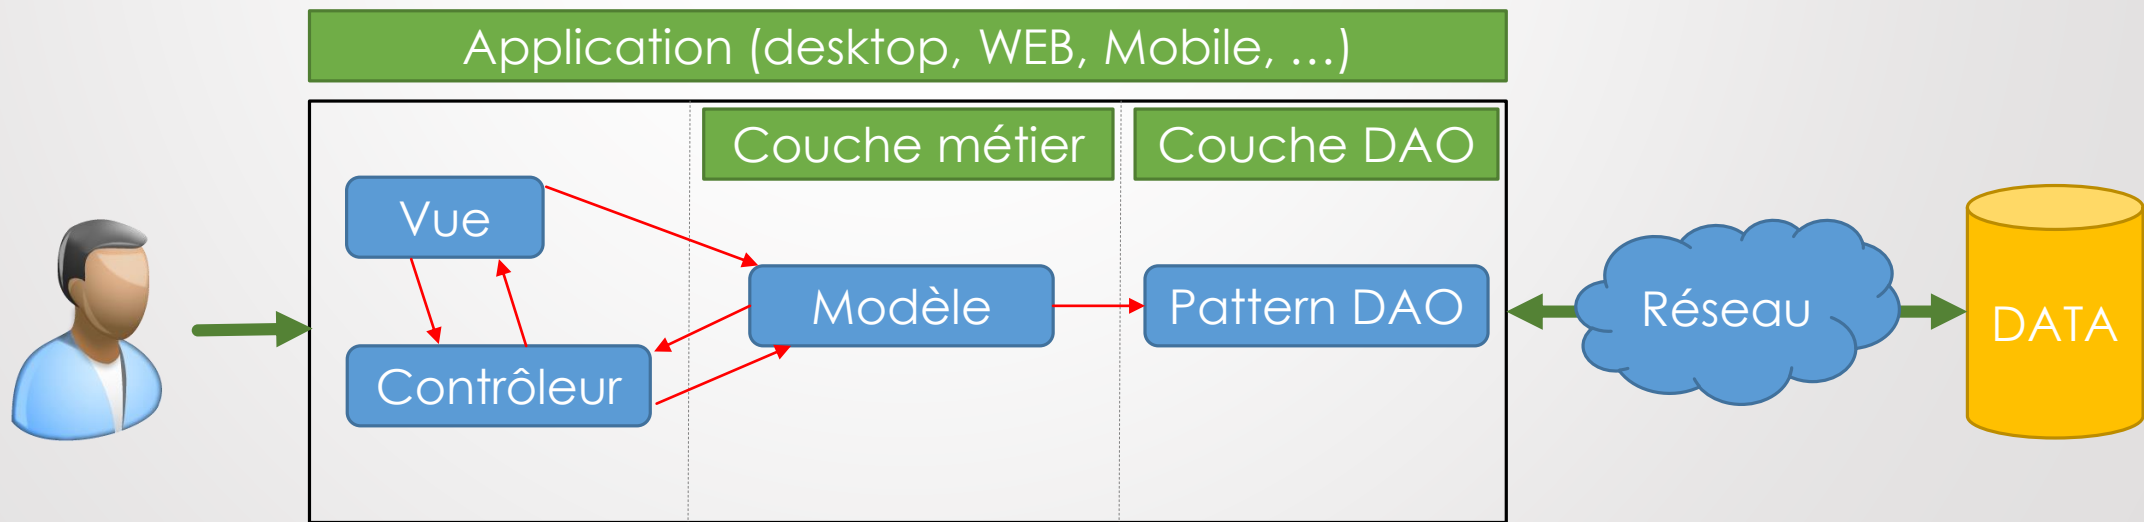 Application (desktop, WEB, Mobile, …)
Couche métier
Couche DAO
Vue
Modèle
Pattern DAO
Contrôleur
Réseau
DATA